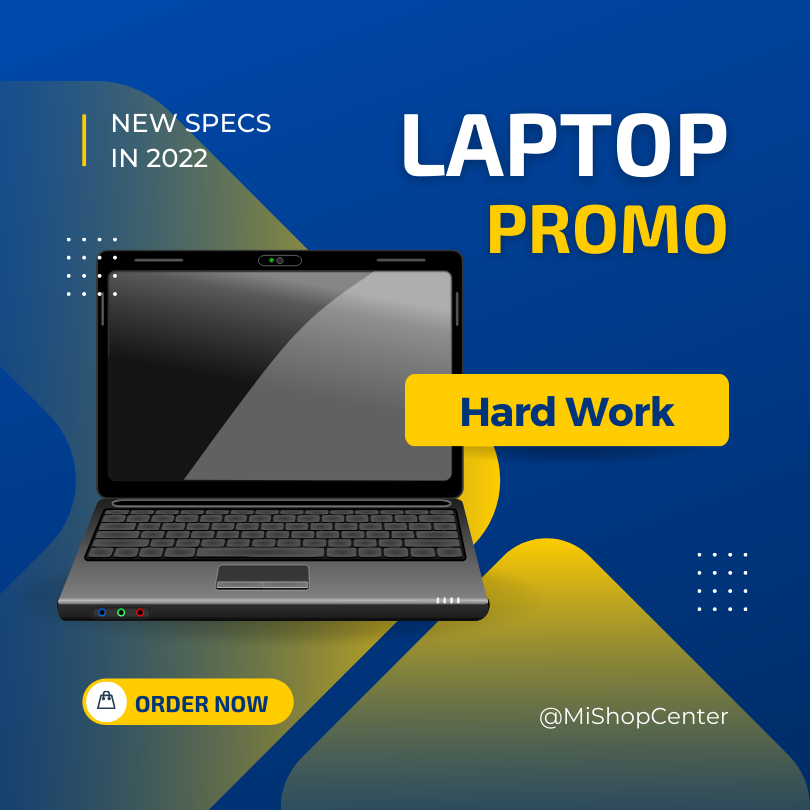 NEW SPECS
IN 2022
LAPTOP
PROMO
Hard Work
ORDER NOW
@MiShopCenter